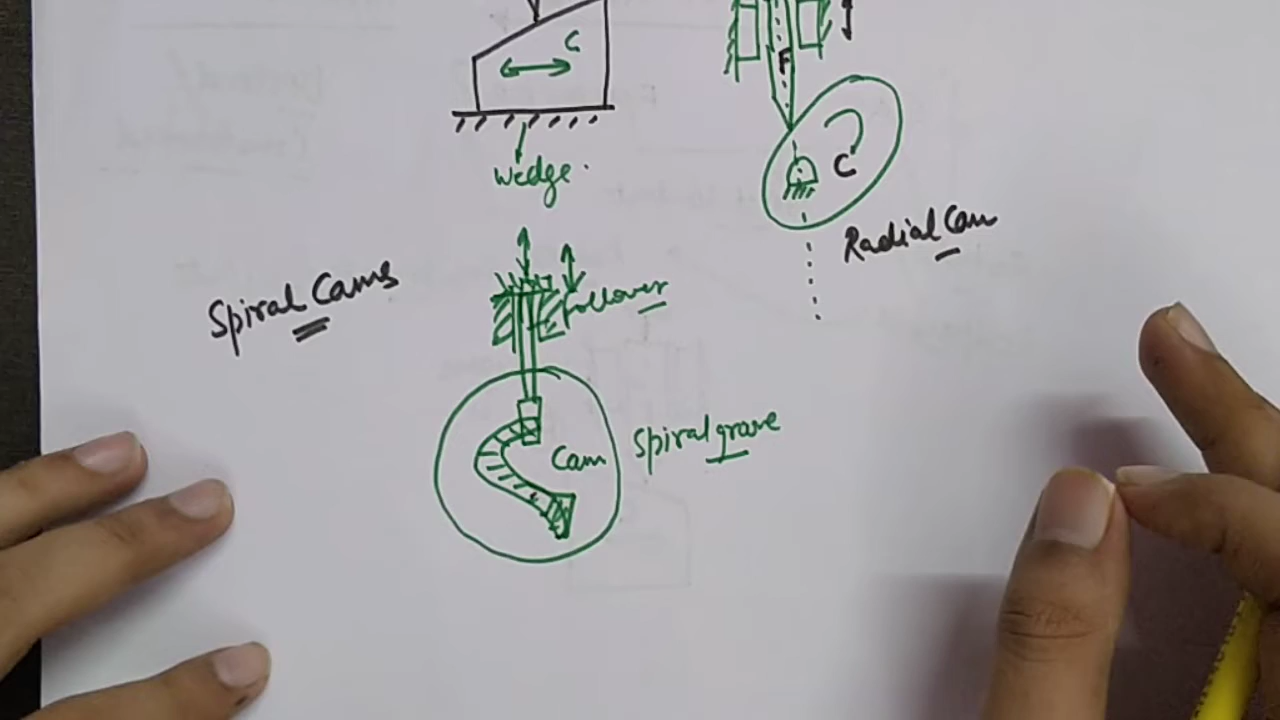 C
wedge.
F
C
Radial Cam
Spiral Cams
follower
Cam
Spiral grove